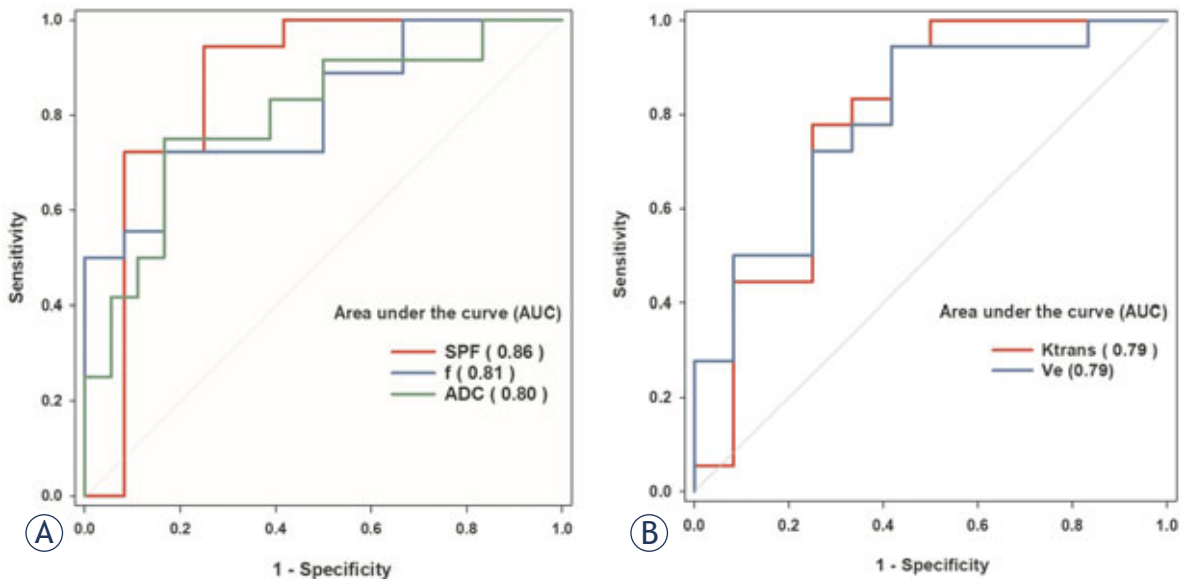 1.0
0.8
0.6
0.4
0.2
0.0
Sensitivity
Area under the curve (AUC)
SPF ( 0.86 )
f ( 0.81 )
ADC ( 0.80 )
0.0 0.2 0.4 0.6 0.8 1.0
1 - Specificity
A
1.0
0.8
0.6
0.4
0.2
0.0
Sensitivity
Area under the curve (AUC)
Ktrans ( 0.79 )
Ve (0.79)
0.0 0.2 0.4 0.6 0.8 1.0
1 - Specificity
B